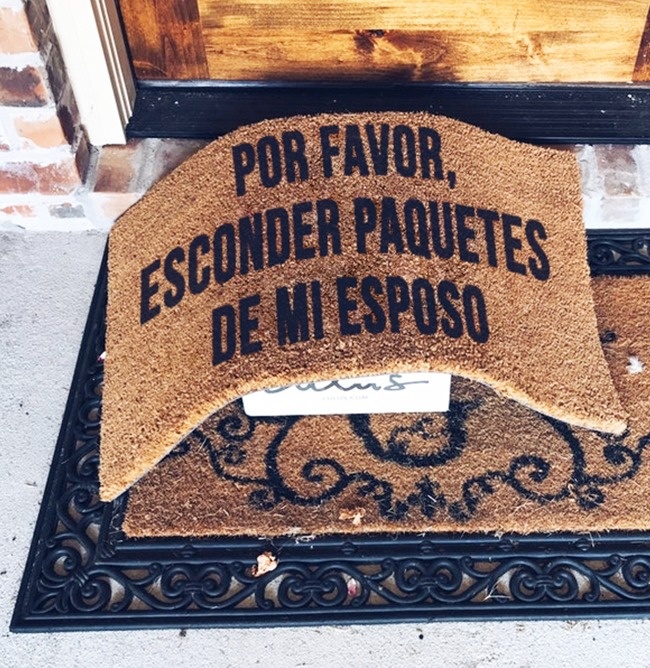 POR FAVOR,
ESCONDER PAQUETES
DE MI ESPOSO